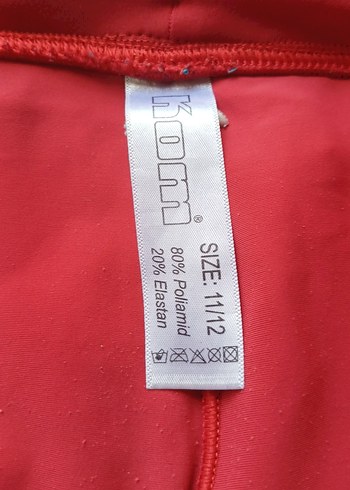 Kom®
SIZE: 11/12
80% Poliamid
20% Elastan